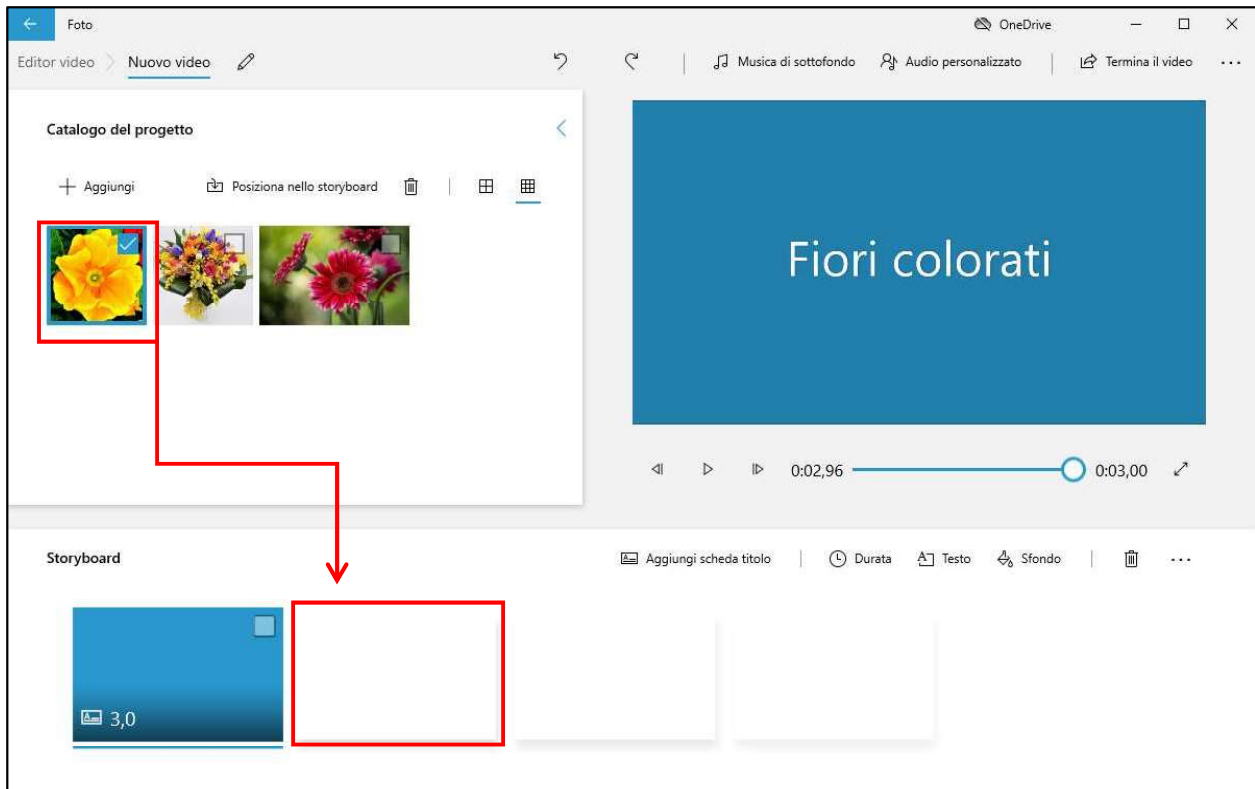 Foto
OneDrive
Editor video
Nuovo video
Musica di sottofondo
Audio personalizzato
Termina il video
Catalogo del progetto
Aggiungi
Posiziona nello storyboard
Fiori colorati
0:02,96
0:03,00
Storyboard
Aggiungi scheda titolo
Durata
Testo
Sfondo
3,0